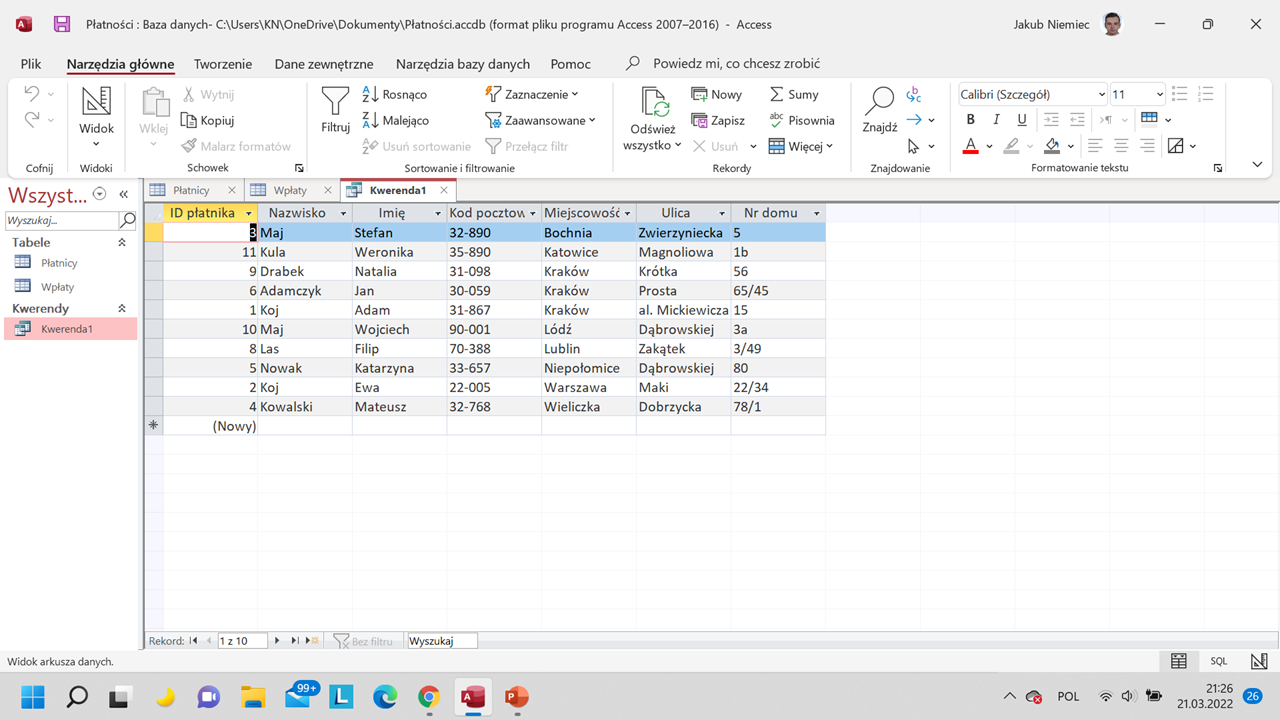 Płatności : Baza danych- C:\Users\KN\OneDrive\Dokumenty\Płatności.accdb (format pliku programu Access 2007–2016) - Access Jakub Niemiec
Plik Narzędzia główne Tworzenie Dane zewnętrzne Narzędzia bazy danych Pomoc Powiedz mi, co chcesz zrobić
Widok
Wklej
Wytnij
Kopiuj
Malarz formatów
Filtruj
Rosnąco
Malejąco
Zaznaczenie
Zaawansowane
Przełącz filtr
Odśwież
wszystko
Nowy
Zapisz
Usuń
Sumy
Pisownia
Więcej
Znajdź
Calibri (Szczegół) 11
B I U
Cofnij Widoki Schowek Sortowanie i filtrowanie Rekordy Znajdowanie Formatowanie tekstu
Wszyst...
Wyszukaj...
Tabele
Płatnicy
Wpłaty
Kwerendy
Kwerenda1
Płatnicy Wpłaty Kwerenda1
ID płatnika Nazwisko Imię Kod pocztow Miejscowość Ulica Nr domu
3 Maj Stefan 32-890 Bochnia Zwierzyniecka 5
11 Kula Weronika 35-890 Katowice Magnoliowa 1b
9 Drabek Natalia 31-098 Kraków Krótka 56
6 Adamczyk Jan 30-059 Kraków Prosta 65/45
1 Koj Adam 31-867 Kraków al. Mickiewicza 15
10 Maj Wojciech 90-001 Lódź Dąbrowskiej 3a
8 Las Filip 70-388 Lublin Zakątek 3/49
5 Nowak Katarzyna 33-657 Niepołomice Dąbrowskiej 80
2 Koj Ewa 22-005 Warszawa Maki 22/34
4 Kowalski Mateusz 32-768 Wieliczka Dobrzycka 78/1
(Nowy)
Rekord: 1 z 10 Bez filtru Wyszukaj
Widok arkusza danych. SQL
99+
L
POL
21:26
21.03.2022
26